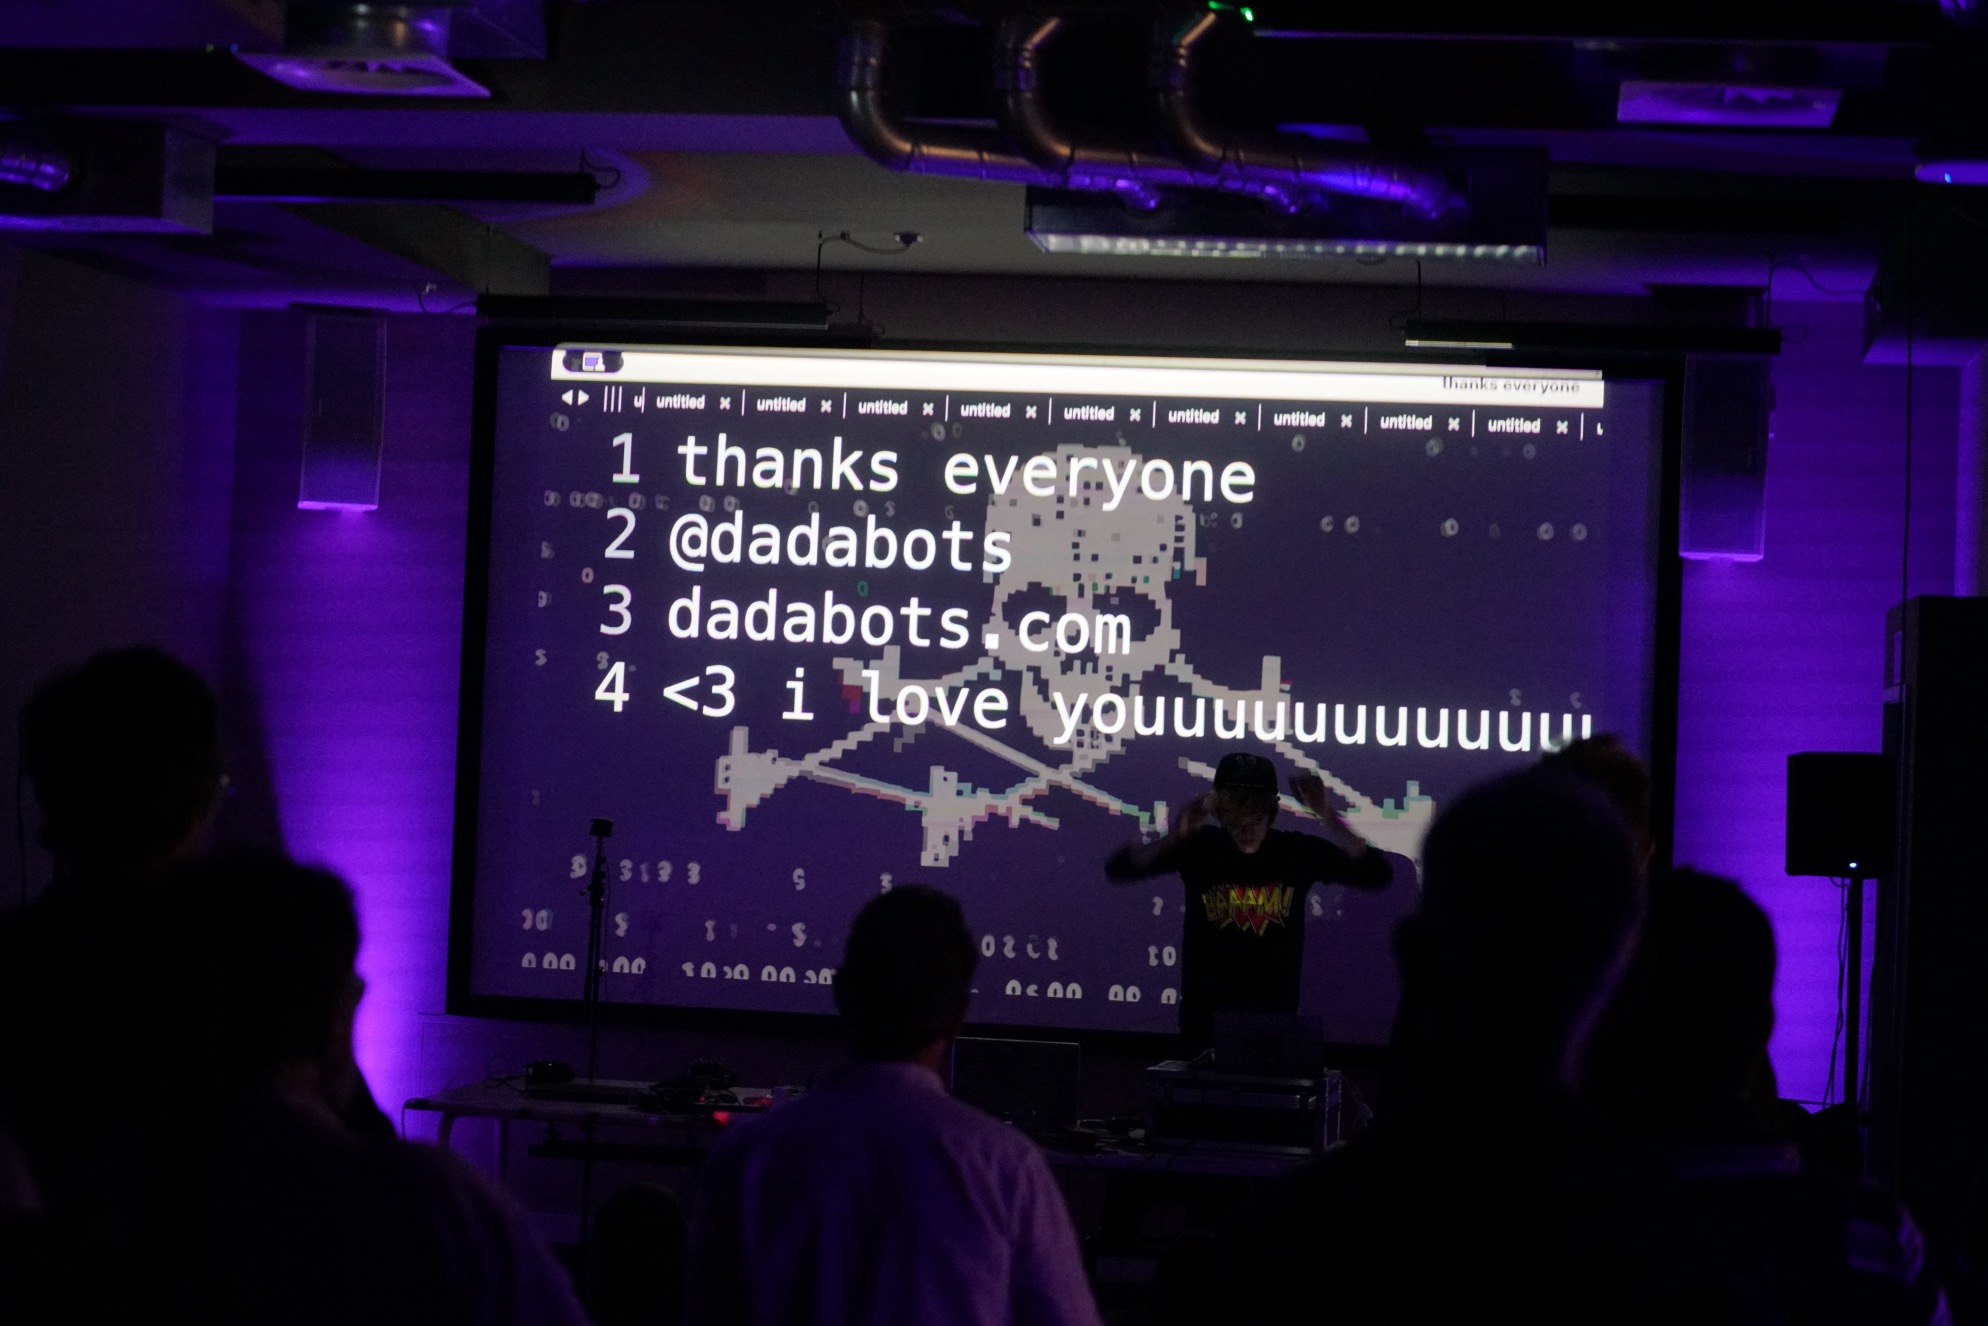 thanks everyone
untitled × untitled × untitled × untitled × untitled × untitled × untitled × untitled × untitled ×
1 thanks everyone
2 @dadabots
3 dadabots.com
4 <3 i love youuuuuuuuuuuu
BAAAM!